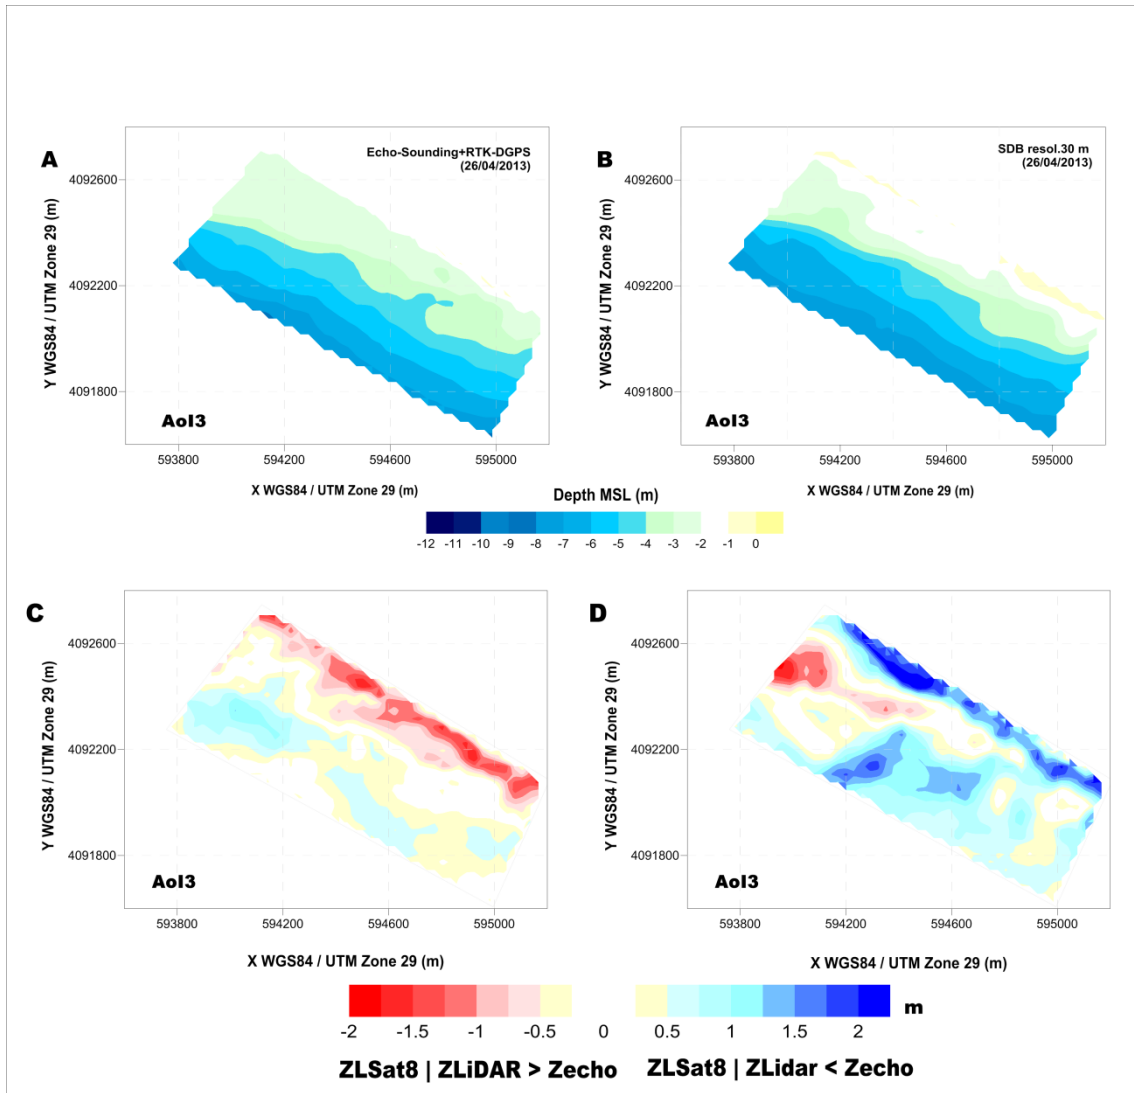 A
Echo-Sounding+RTK-DGPS
(26/04/2013)
Y WGS84 / UTM Zone 29 (m)
4092600
4092200
4091800
AoI3
593800 594200 594600 595000
X WGS84 / UTM Zone 29 (m)
B
SDB resol.30 m
(26/04/2013)
Y WGS84 / UTM Zone 29 (m)
4092600
4092200
4091800
AoI3
593800 594200 594600 595000
X WGS84 / UTM Zone 29 (m)
Depth MSL (m)
-12 -11 -10 -9 -8 -7 -6 -5 -4 -3 -2 -1 0
C
Y WGS84 / UTM Zone 29 (m)
4092600
4092200
4091800
AoI3
593800 594200 594600 595000
X WGS84 / UTM Zone 29 (m)
D
Y WGS84 / UTM Zone 29 (m)
4092600
4092200
4091800
AoI3
593800 594200 594600 595000
X WGS84 / UTM Zone 29 (m)
m
-2 -1.5 -1 -0.5 0 0.5 1 1.5 2
ZLSat8 | ZLiDAR > Zecho ZLSat8 | ZLidar < Zecho